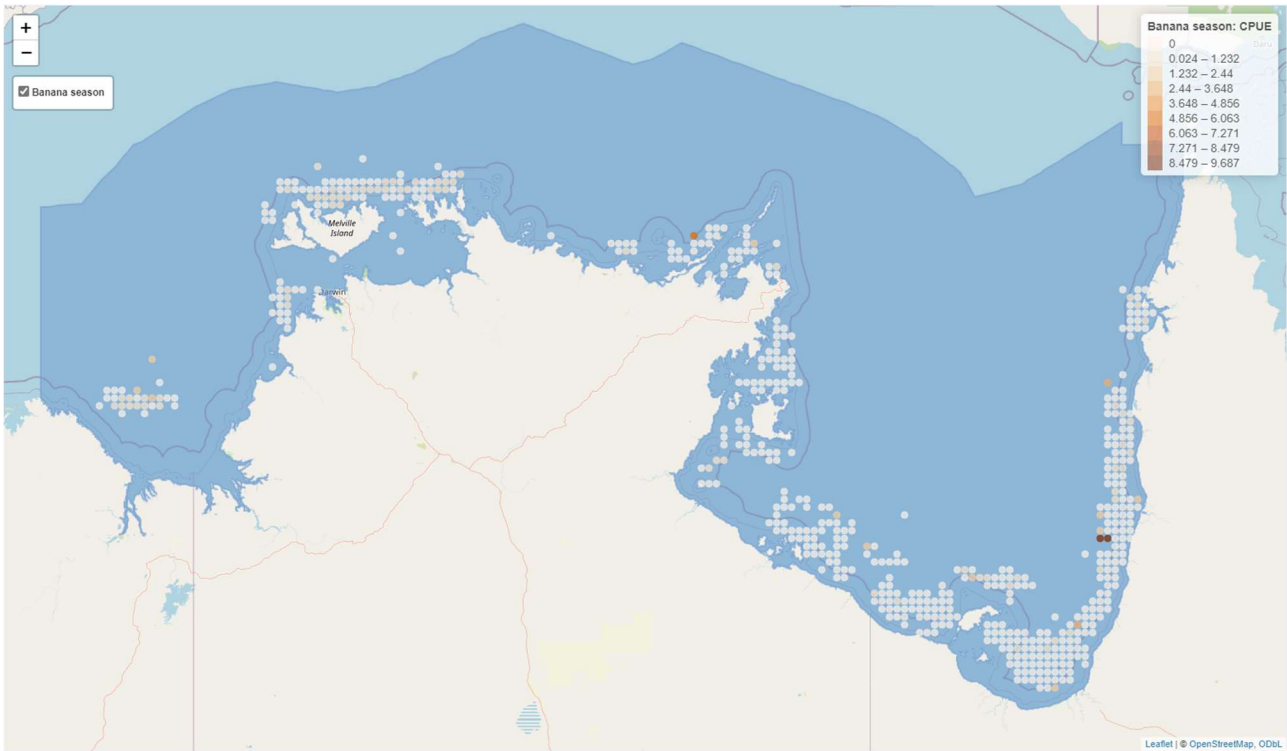 +
−
Banana season
Banana season: CPUE
0
0.024 – 1.232
1.232 – 2.44
2.44 – 3.648
3.648 – 4.856
4.856 – 6.063
6.063 – 7.271
7.271 – 8.479
8.479 – 9.687
Daru
Melville
Island
Darwin
Leaflet | © OpenStreetMap, ODbL